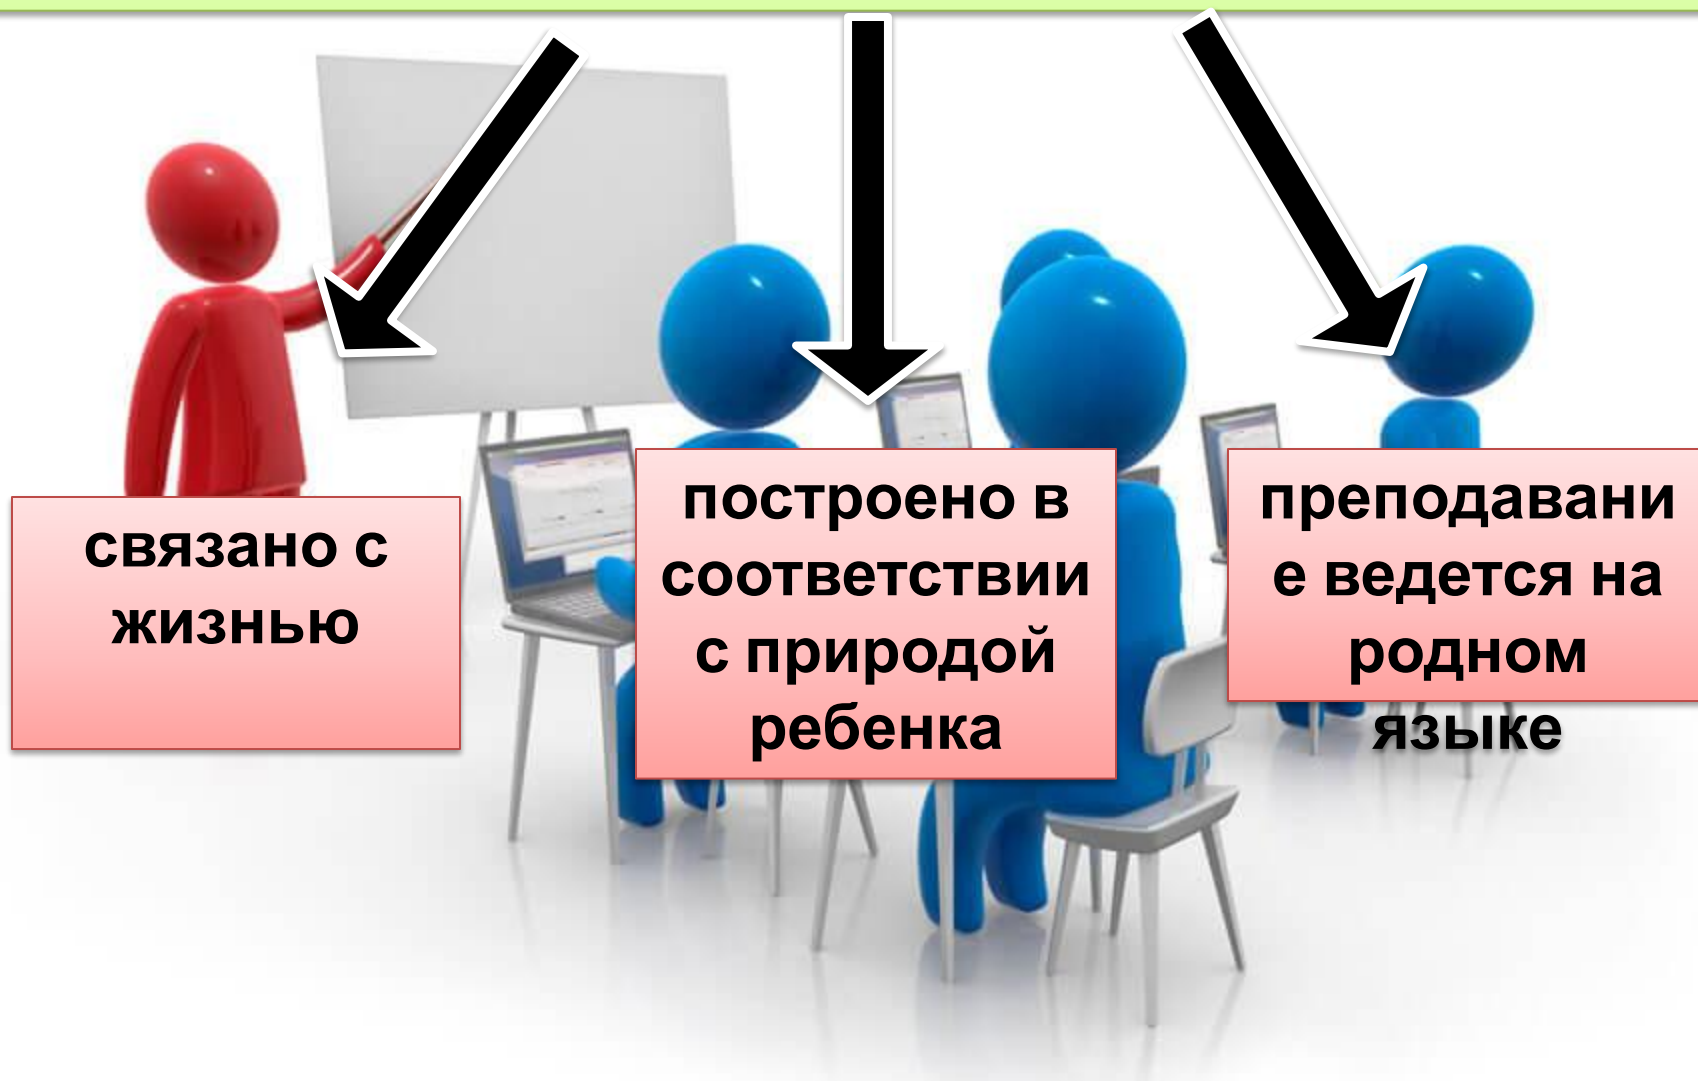 связано с
жизнью
построено в
соответствии
с природой
ребенка
преподавани
е ведется на
родном
языке